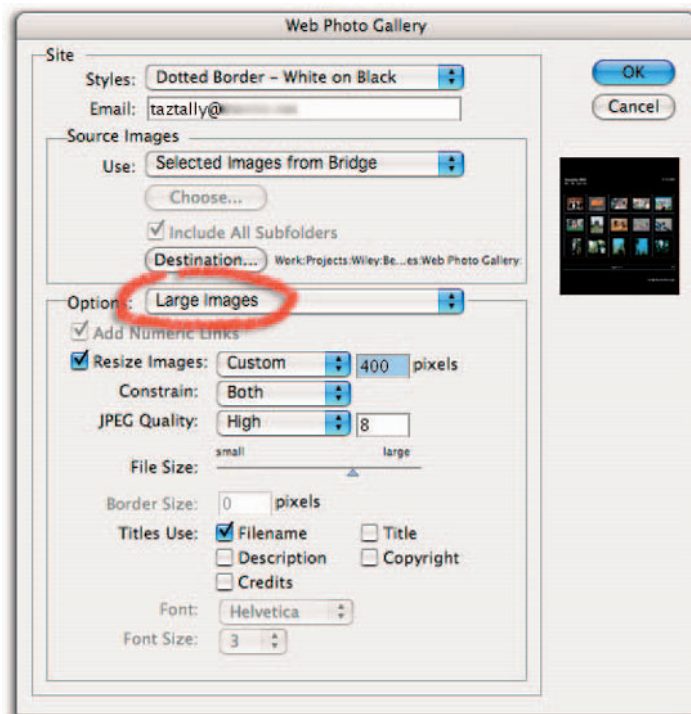 Web Photo Gallery
Site
Styles: Dotted Border – White on Black
OK
Email: taztally@
Cancel
Source Images
Use: Selected Images from Bridge
Choose...
Include All Subfolders
Destination... Work:Projects:Wiley:Be...es:Web Photo Gallery:
Options: Large Images
Add Numeric Links
Resize Images: Custom 400 pixels
Constrain: Both
JPEG Quality: High 8
small large
File Size:
Border Size: 0 pixels
Titles Use: Filename Title
Description Copyright
Credits
Font: Helvetica
Font Size: 3